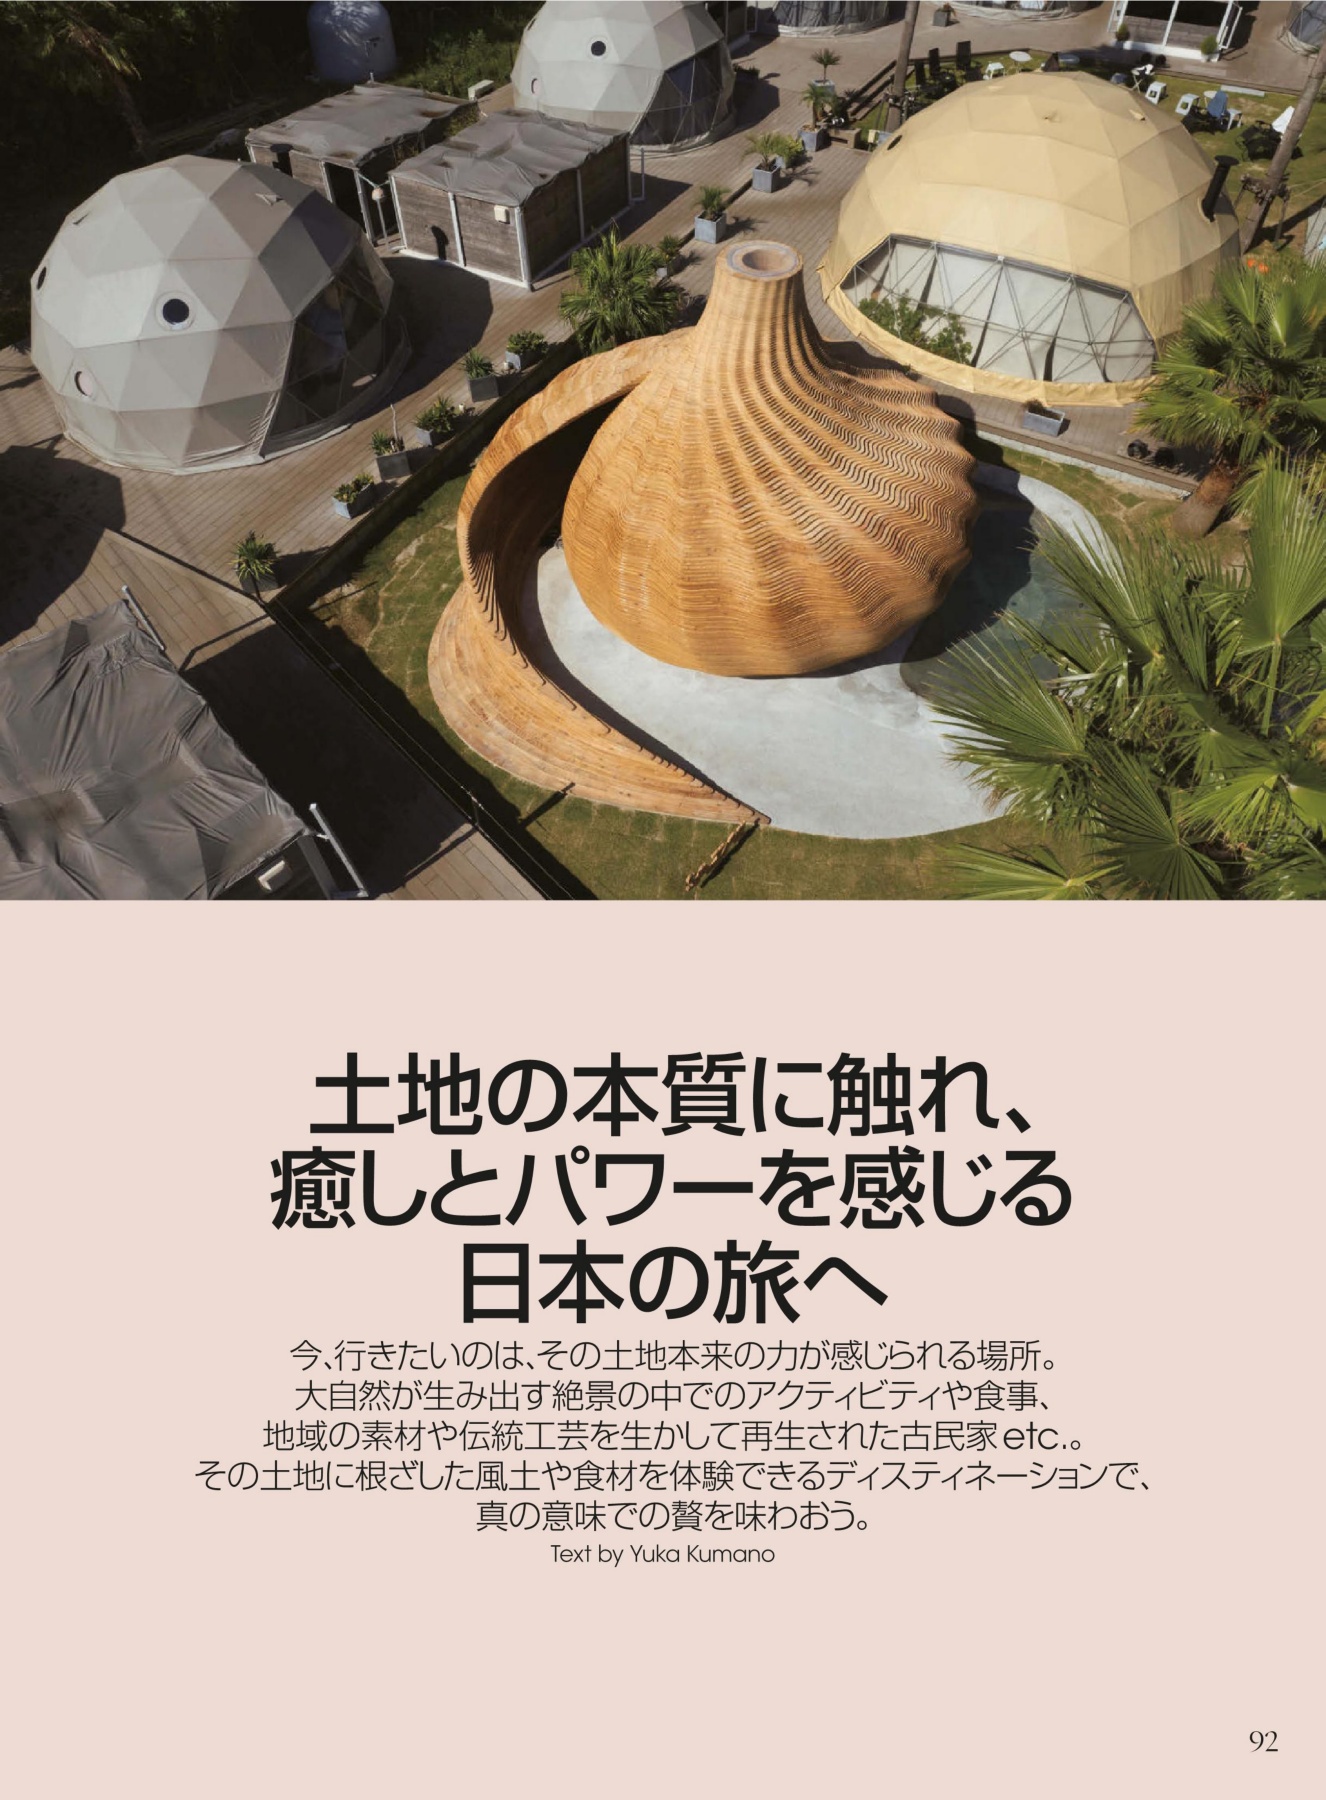 土地の本質に触れ、
癒しとパワーを感じる
日本の旅へ
今、行きたいのは、その土地本来の力が感じられる場所。
大自然が生み出す絶景の中でのアクティビティや食事、
地域の素材や伝統工芸を生かして再生された古民家etc.。
その土地に根ざした風土や食材を体験できるディスティネーションで、
真の意味での贅を味わおう。
Text by Yuka Kumano
92